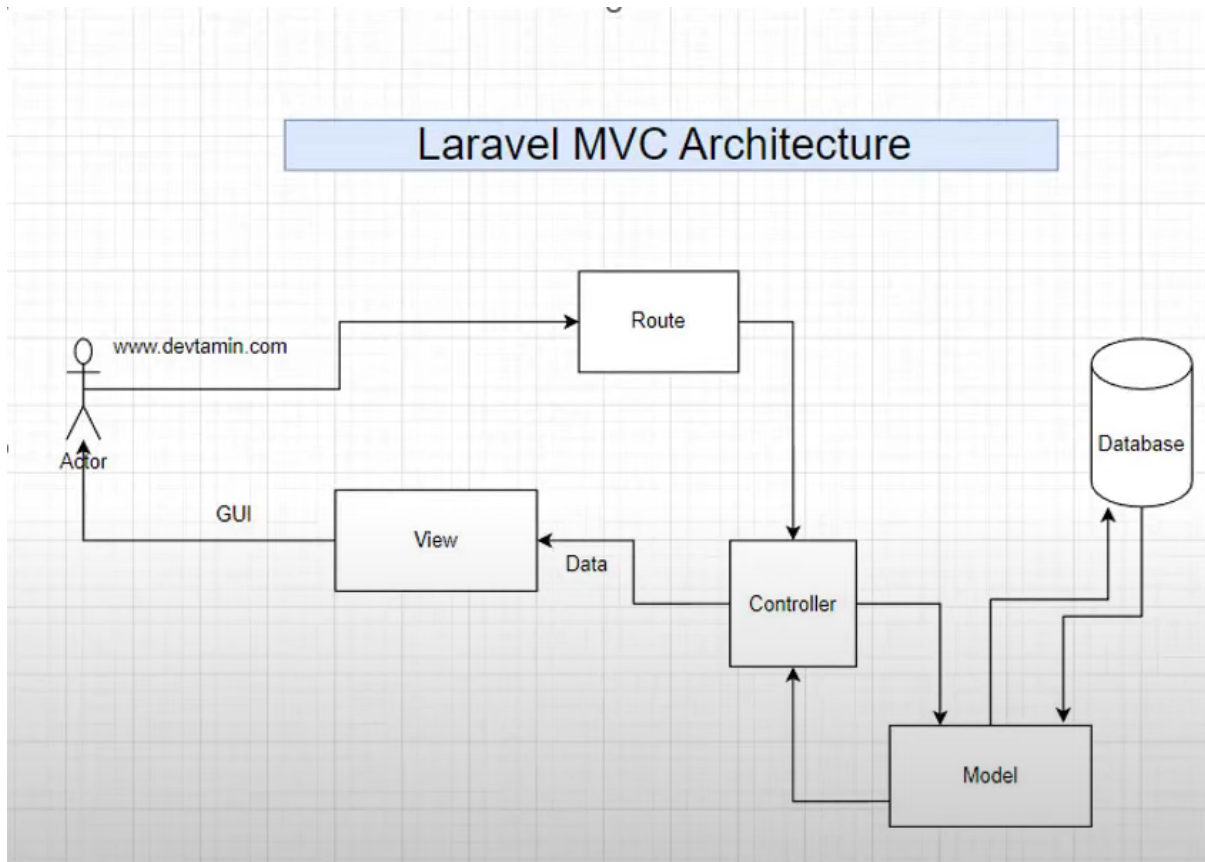 Laravel MVC Architecture
Route
www.devtamin.com
Actor
Database
GUI
View
Data
Controller
Model